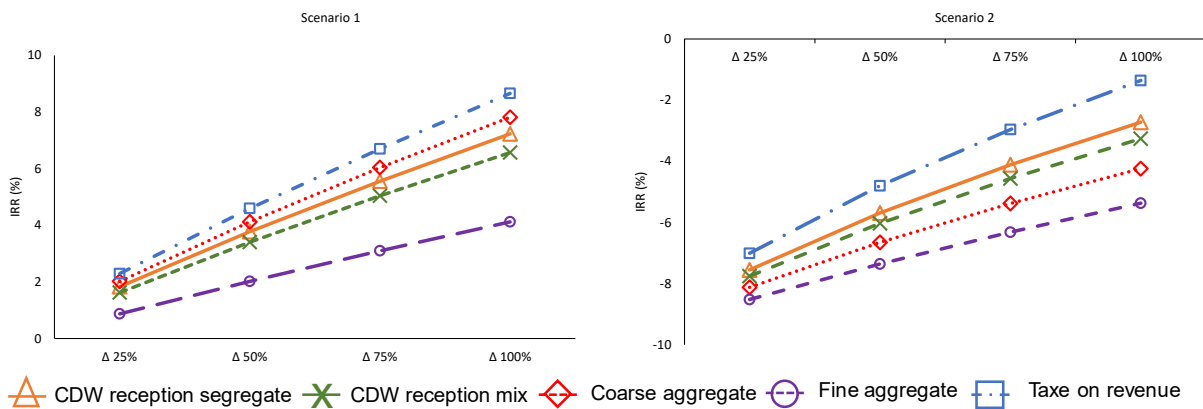 Scenario 1
10
8
6
4
2
0
IRR (%)
Δ 25%
Δ 50%
Δ 75%
Δ 100%
Scenario 2
0
-2
-4
-6
-8
-10
IRR (%)
Δ 25%
Δ 50%
Δ 75%
Δ 100%
CDW reception segregate
CDW reception mix
Coarse aggregate
Fine aggregate
Taxe on revenue